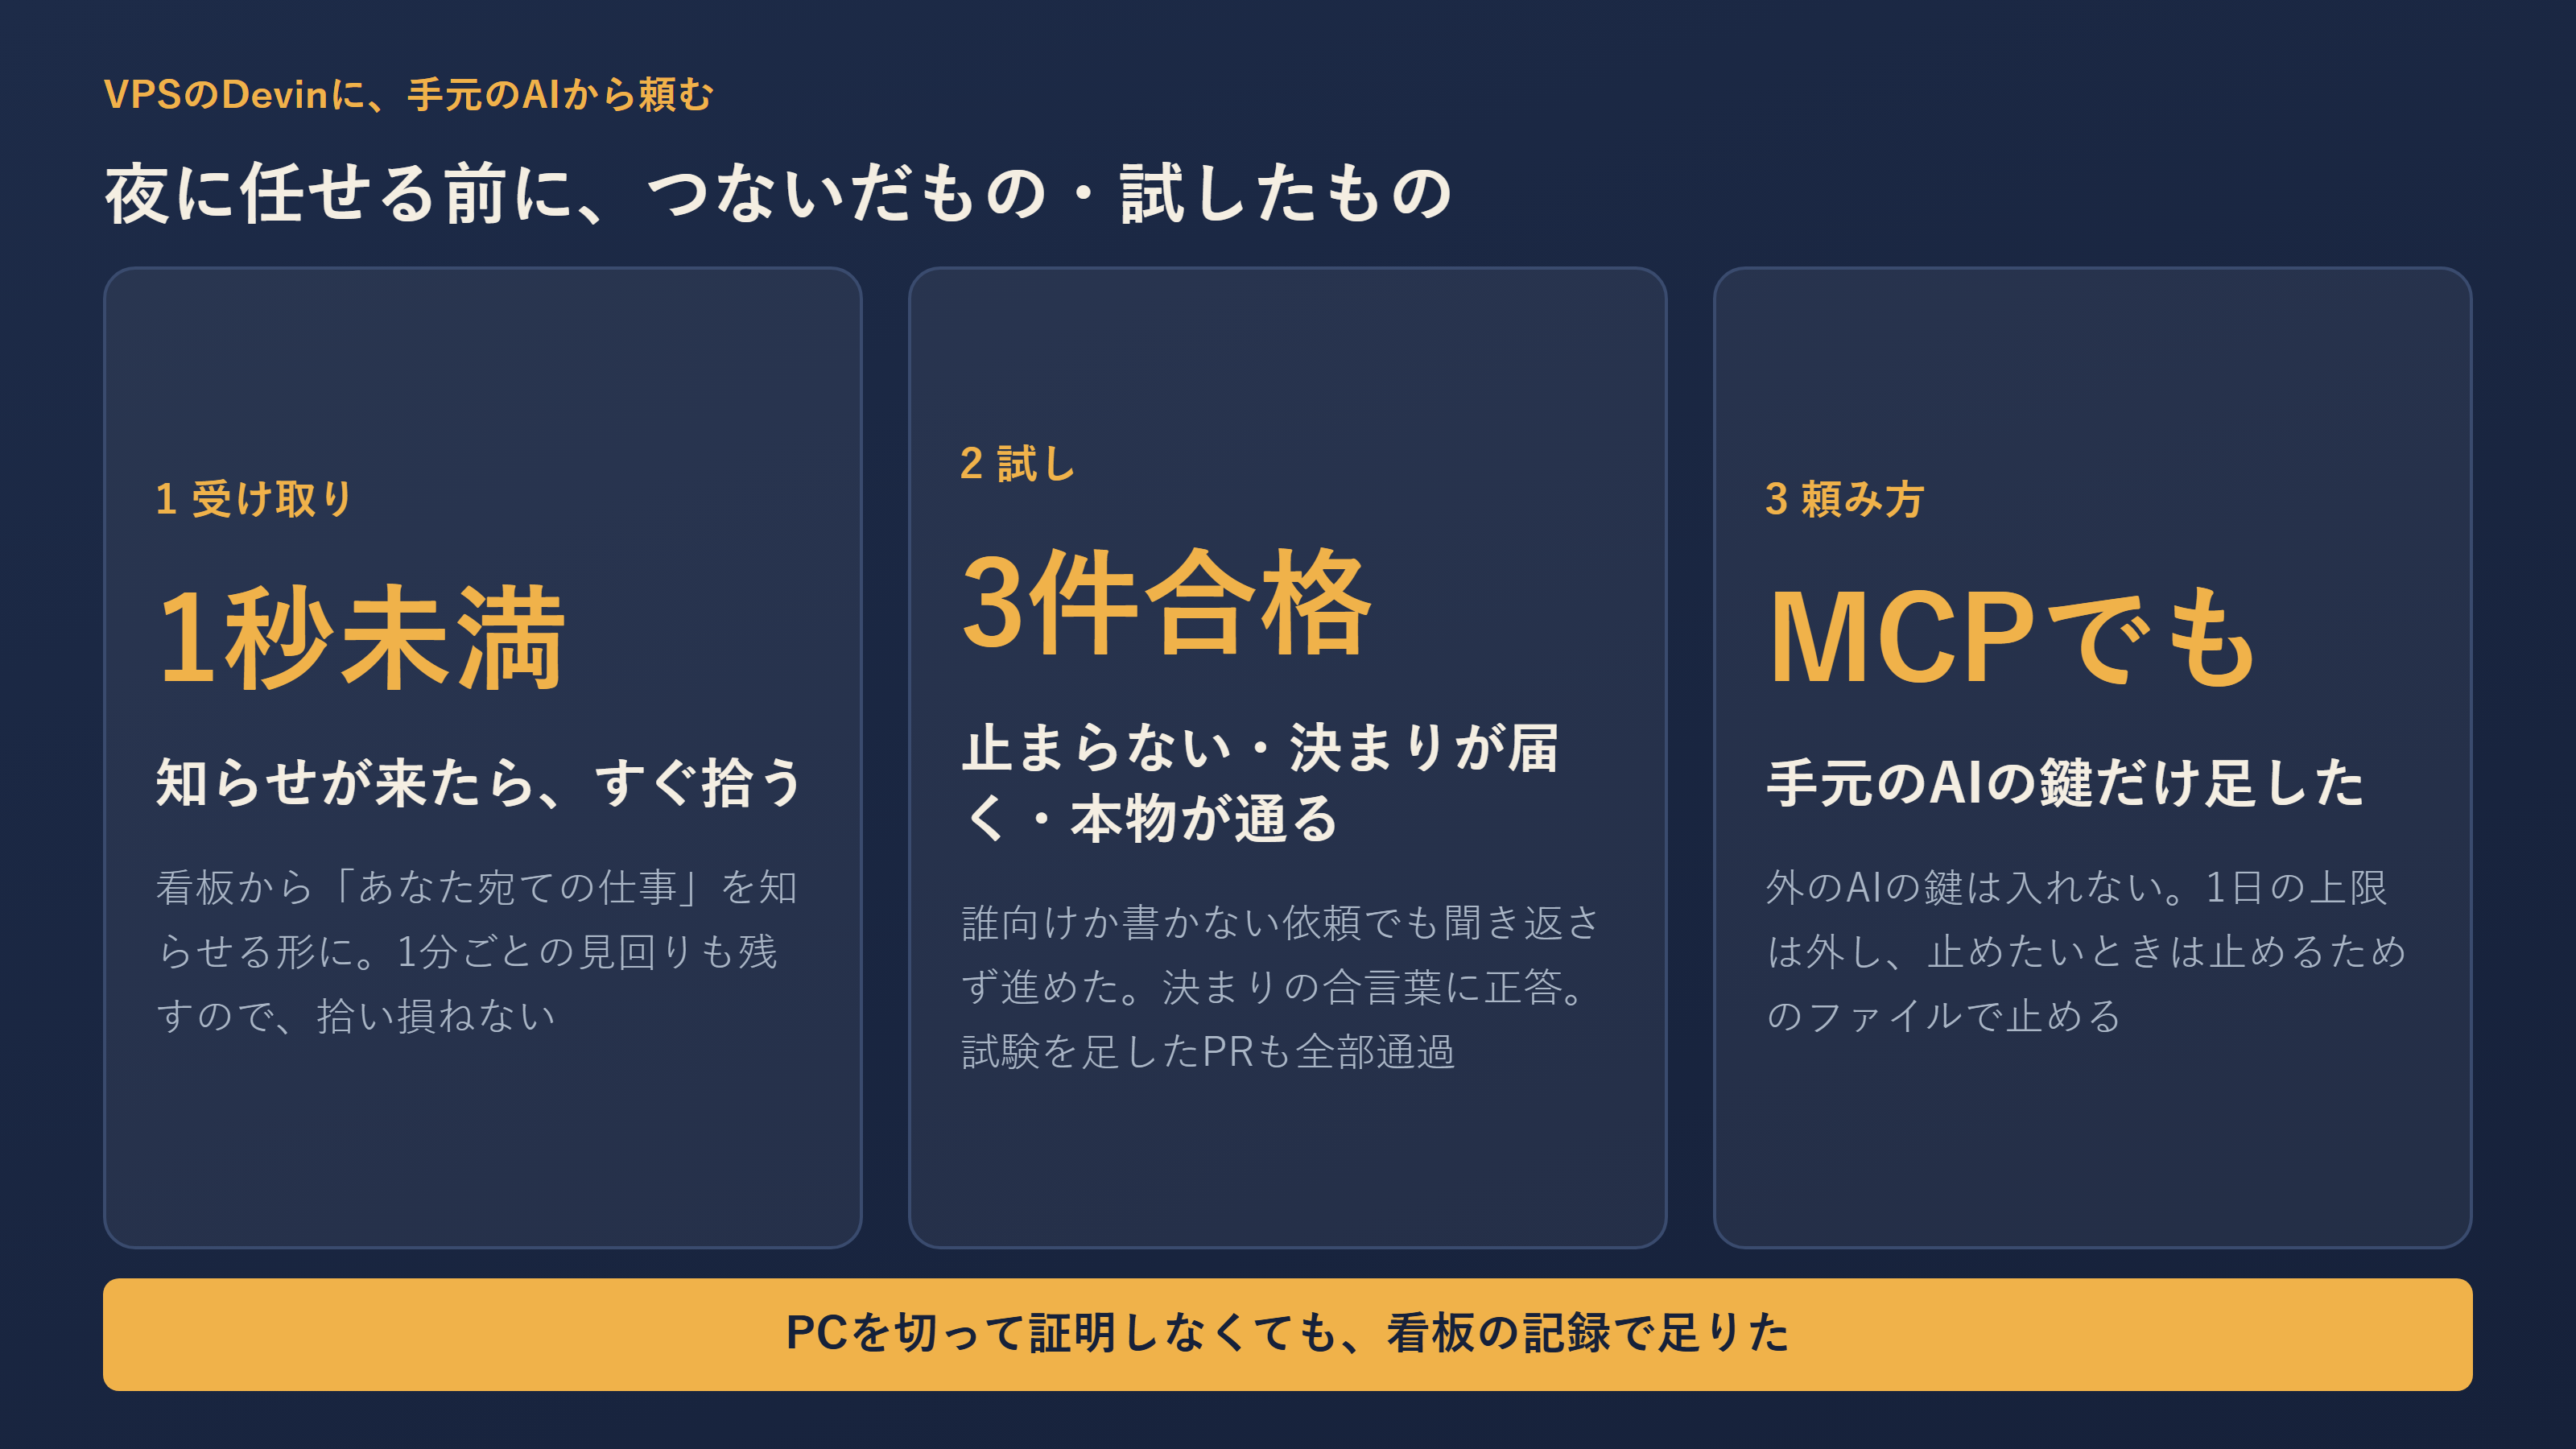 VPSのDevinに、手元のAIから頼む
夜に任せる前に、つないだもの・試したもの
1 受け取り
1秒未満
知らせが来たら、すぐ拾う
看板から「あなた宛ての仕事」を知
らせる形に。1分ごとの見回りも残
すので、拾い損ねない
2 試し
3件合格
止まらない・決まりが届
く・本物が通る
誰向けか書かない依頼でも聞き返さ
ず進めた。決まりの合言葉に正答。
試験を足したPRも全部通過
3 頼み方
MCPでも
手元のAIの鍵だけ足した
外のAIの鍵は入れない。1日の上限
は外し、止めたいときは止めるため
のファイルで止める
PCを切って証明しなくても、看板の記録で足りた